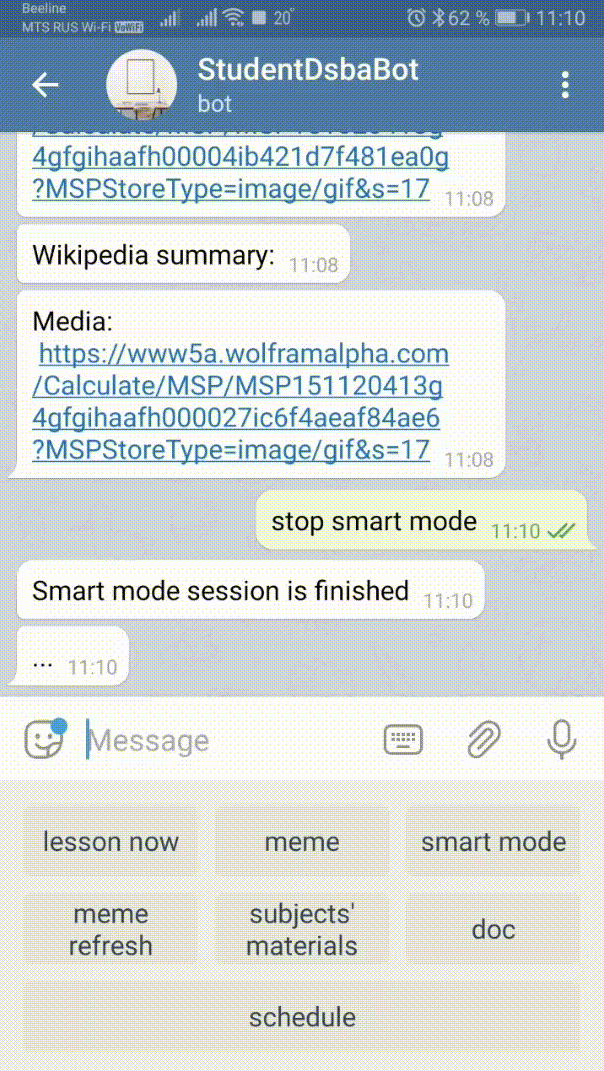 Beeline
MTS RUS Wi-Fi VoWiFi
20°
62 %
11:10
StudentDsbaBot
bot
4gfgihaafh00004ib421d7f481ea0g
?MSPStoreType=image/gif&s=17 11:08
Wikipedia summary: 11:08
Media:
https://www5a.wolframalpha.com
/Calculate/MSP/MSP151120413g
4gfgihaafh000027ic6f4aeaf84ae6
?MSPStoreType=image/gif&s=17 11:08
stop smart mode 11:10
Smart mode session is finished 11:10
... 11:10
Message
lesson now
meme
smart mode
meme
refresh
subjects'
materials
doc
schedule